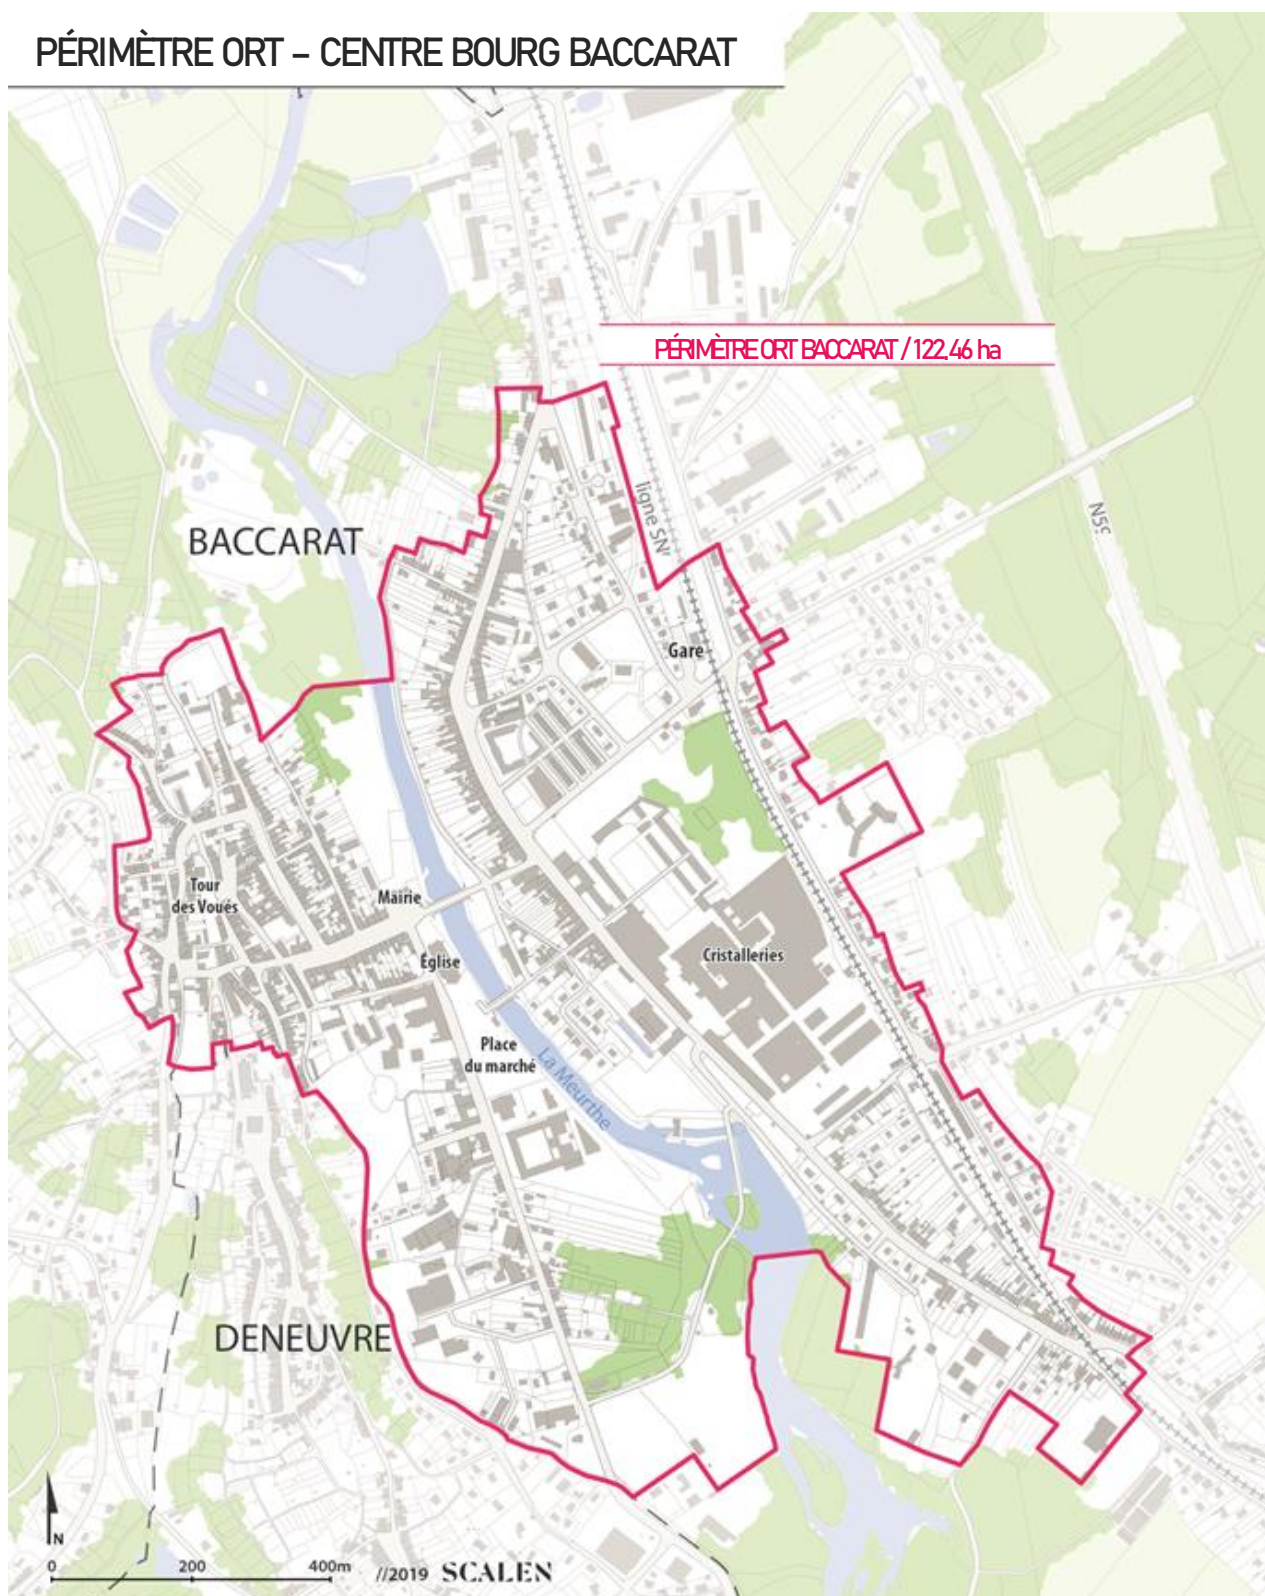 PÉRIMÈTRE ORT – CENTRE BOURG BACCARAT
PÉRIMÈTRE ORT BACCARAT / 122,46 ha
ligne SN
N59
BACCARAT
Gare
Tour
des Voués
Mairie
Église
Cristalleries
Place
du marché
La Meurthe
DENEUVRE
N
0 200 400m
//2019 SCALEN